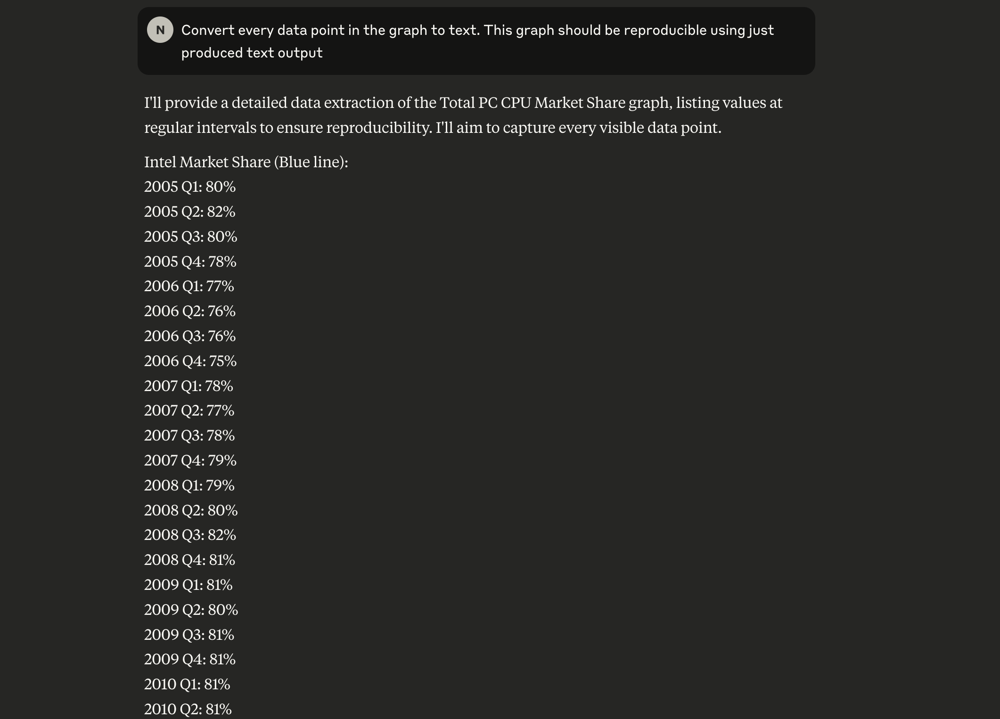 N
Convert every data point in the graph to text. This graph should be reproducible using just
produced text output
I'll provide a detailed data extraction of the Total PC CPU Market Share graph, listing values at
regular intervals to ensure reproducibility. I'll aim to capture every visible data point.
Intel Market Share (Blue line):
2005 Q1: 80%
2005 Q2: 82%
2005 Q3: 80%
2005 Q4: 78%
2006 Q1: 77%
2006 Q2: 76%
2006 Q3: 76%
2006 Q4: 75%
2007 Q1: 78%
2007 Q2: 77%
2007 Q3: 78%
2007 Q4: 79%
2008 Q1: 79%
2008 Q2: 80%
2008 Q3: 82%
2008 Q4: 81%
2009 Q1: 81%
2009 Q2: 80%
2009 Q3: 81%
2009 Q4: 81%
2010 Q1: 81%
2010 Q2: 81%